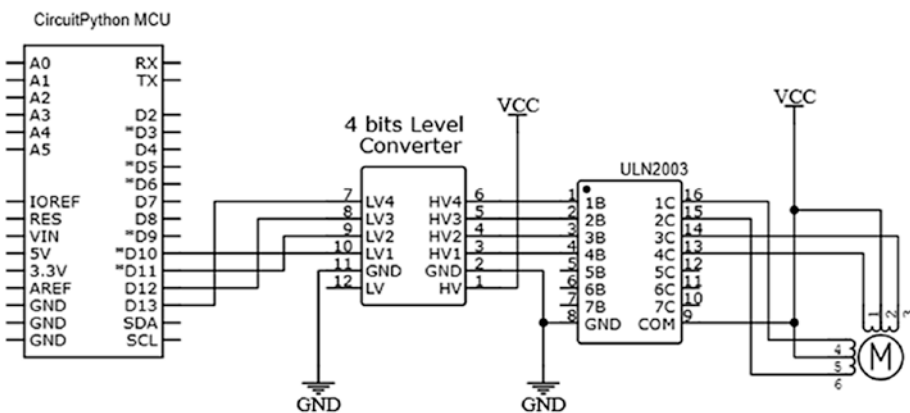 CircuitPython MCU
A0 RX
A1 TX
A2
A3 D2
A4 *D3
A5 D4
*D5
*D6
IOREF D7
RES D8
VIN *D9
5V *D10
3.3V *D11
AREF D12
GND D13
GND SDA
GND SCL
4 bits Level
Converter
7 LV4 HV4 6
8 LV3 HV3 5
9 LV2 HV2 4
10 LV1 HV1 3
11 GND GND 2
12 LV HV 1
GND
VCC
ULN2003
1 1B 1C 16
2 2B 2C 15
3 3B 3C 14
4 4B 4C 13
5 5B 5C 12
6 6B 6C 11
7 7B 7C 10
8 GND COM 9
GND
VCC
1 2 3
4
5
6
M